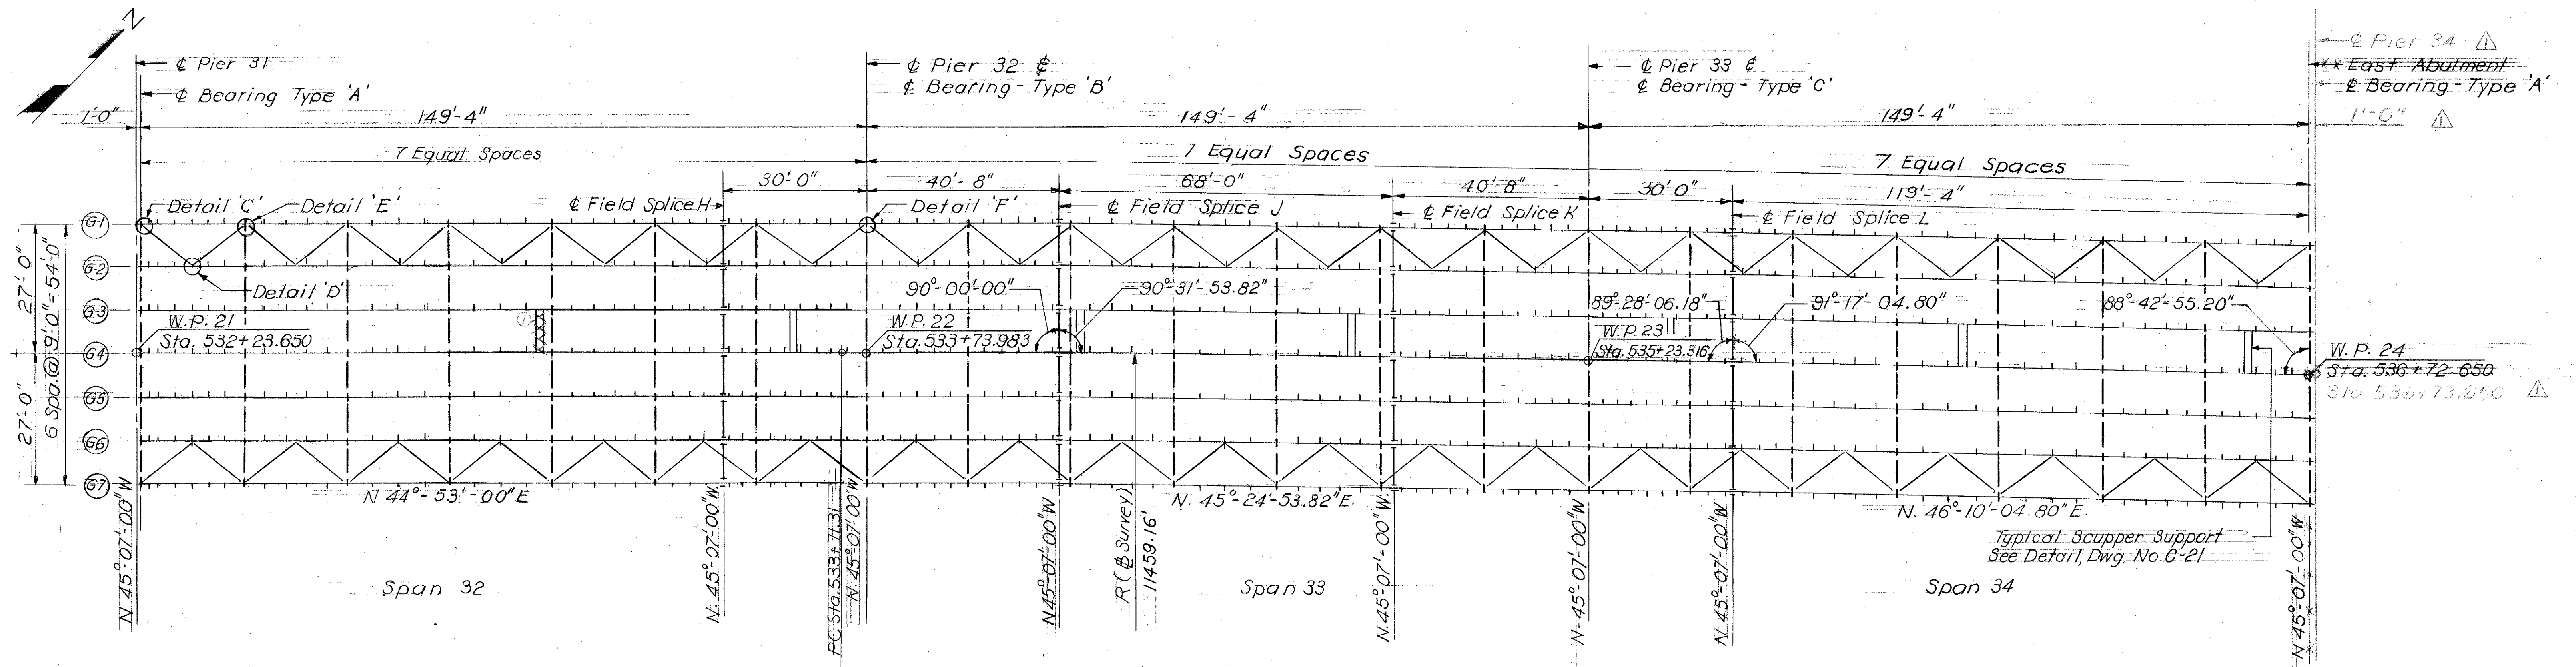 N
℄ Pier 31
℄ Bearing Type 'A'
℄ Pier 32 &
℄ Bearing-Type 'B'
℄ Pier 33 &
℄ Bearing-Type 'C'
℄ Pier 34 1
** East Abutment
℄ Bearing-Type 'A'
1'-0" 1
1'-0"
149'-4"
149'-4"
149'-4"
7 Equal Spaces
7 Equal Spaces
7 Equal Spaces
30'-0"
40'-8"
68'-0"
40'-8"
30'-0"
119'-4"
Detail 'C'
Detail 'E'
℄ Field Splice H
Detail 'F'
℄ Field Splice J
℄ Field Splice K
℄ Field Splice L
G1
G2
G3
G4
G5
G6
G7
27'-0"
27'-0"
6 Spa.@9'-0"=54'-0"
Detail 'D'
90°-00'-00"
90°-31'-53.82"
89°-28'-06.18"
91°-17'-04.80"
88°-42'-55.20"
1
W.P. 21
Sta. 532+23.650
W.P. 22
Sta. 533+73.983
W.P. 23
Sta. 535+23.316
W.P. 24
Sta. 536+72.650
Sta 536+73.650 1
N 44°-53'-00"E
N. 45°-24'-53.82"E.
N. 46°-10'-04.80"E.
N 45°-07'-00"W
N. 45°-07'-00"W
PC Sta. 533+71.31
N. 45°-07'-00"W
N45°-07'-00"W
R (℄ Survey)
11459.16'
N.45°-07'-00"W
N-45°-07'-00"W
N 45°-07'-00"W
N 45°-07'-00"W
Typical Scupper Support
See Detail, Dwg. No. C-21
Span 32
Span 33
Span 34